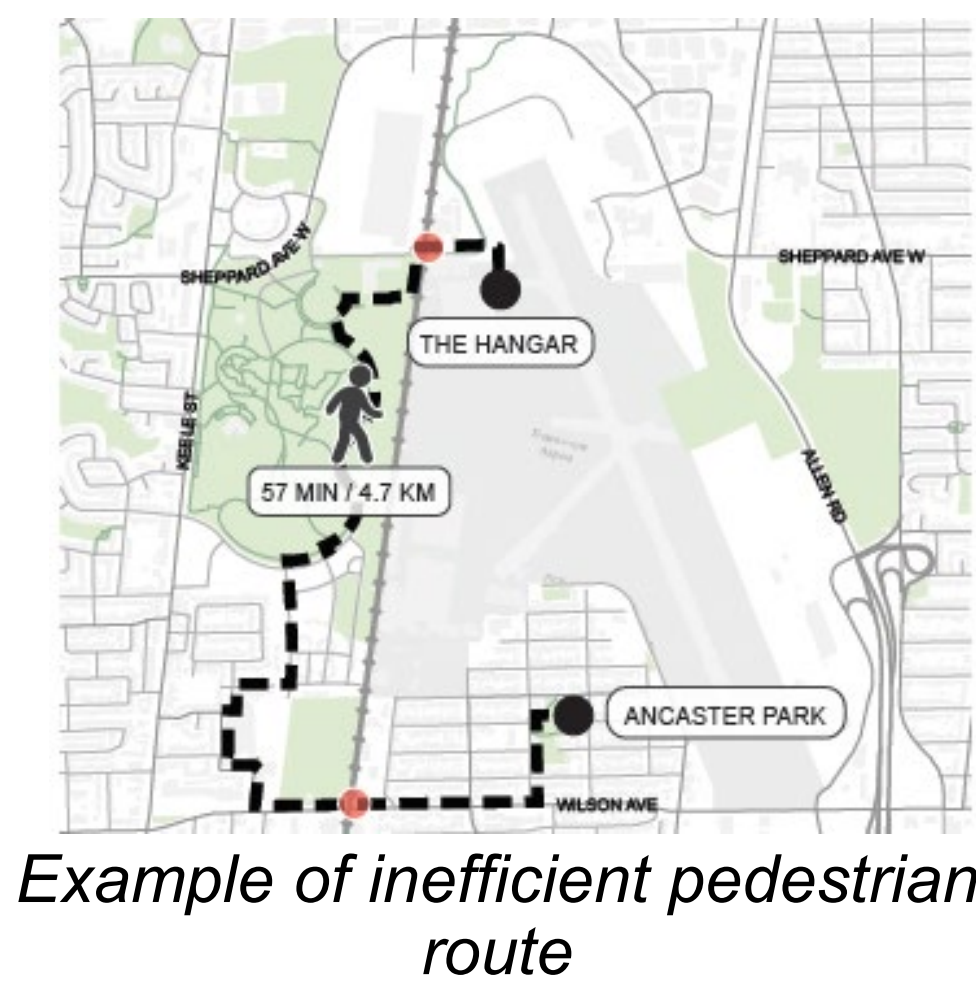 SHEPPARD AVE W
SHEPPARD AVE W
THE HANGAR
KEELE ST
57 MIN / 4.7 KM
ALLEN RD
ANCASTER PARK
WILSON AVE
Example of inefficient pedestrian
route